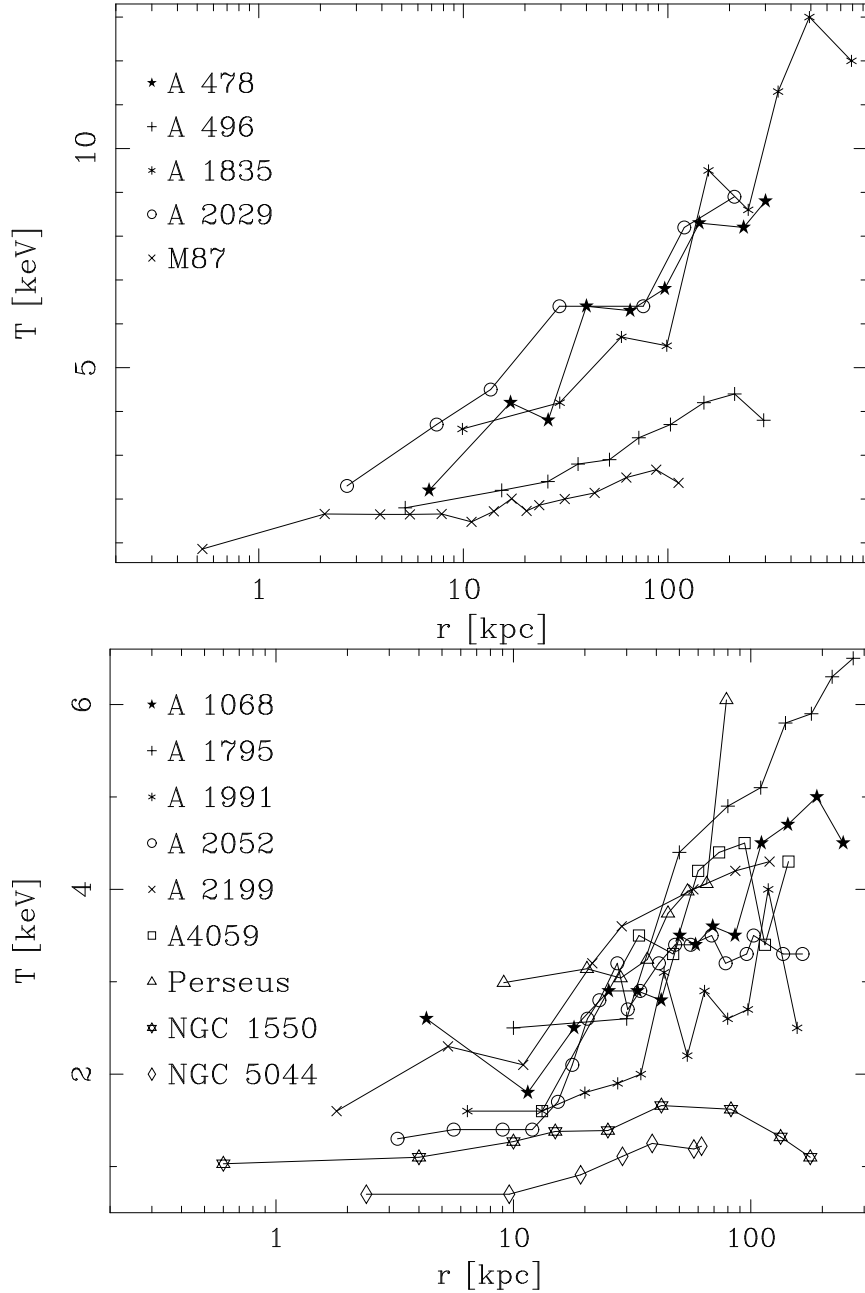 10
5
T [keV]
A 478
A 496
A 1835
A 2029
M87
1 10 100
r [kpc]
6
4
2
T [keV]
A 1068
A 1795
A 1991
A 2052
A 2199
A4059
Perseus
NGC 1550
NGC 5044
1 10 100
r [kpc]